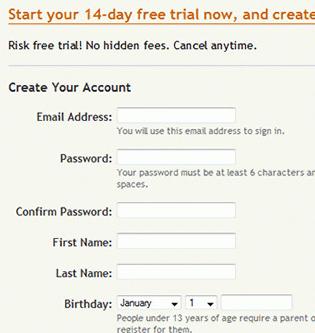 Start your 14-day free trial now, and create
Risk free trial! No hidden fees. Cancel anytime.
Create Your Account
Email Address:
You will use this email address to sign in.
Password:
Your password must be at least 6 characters an
spaces.
Confirm Password:
First Name:
Last Name:
Birthday: January 1
People under 13 years of age require a parent o
register for them.